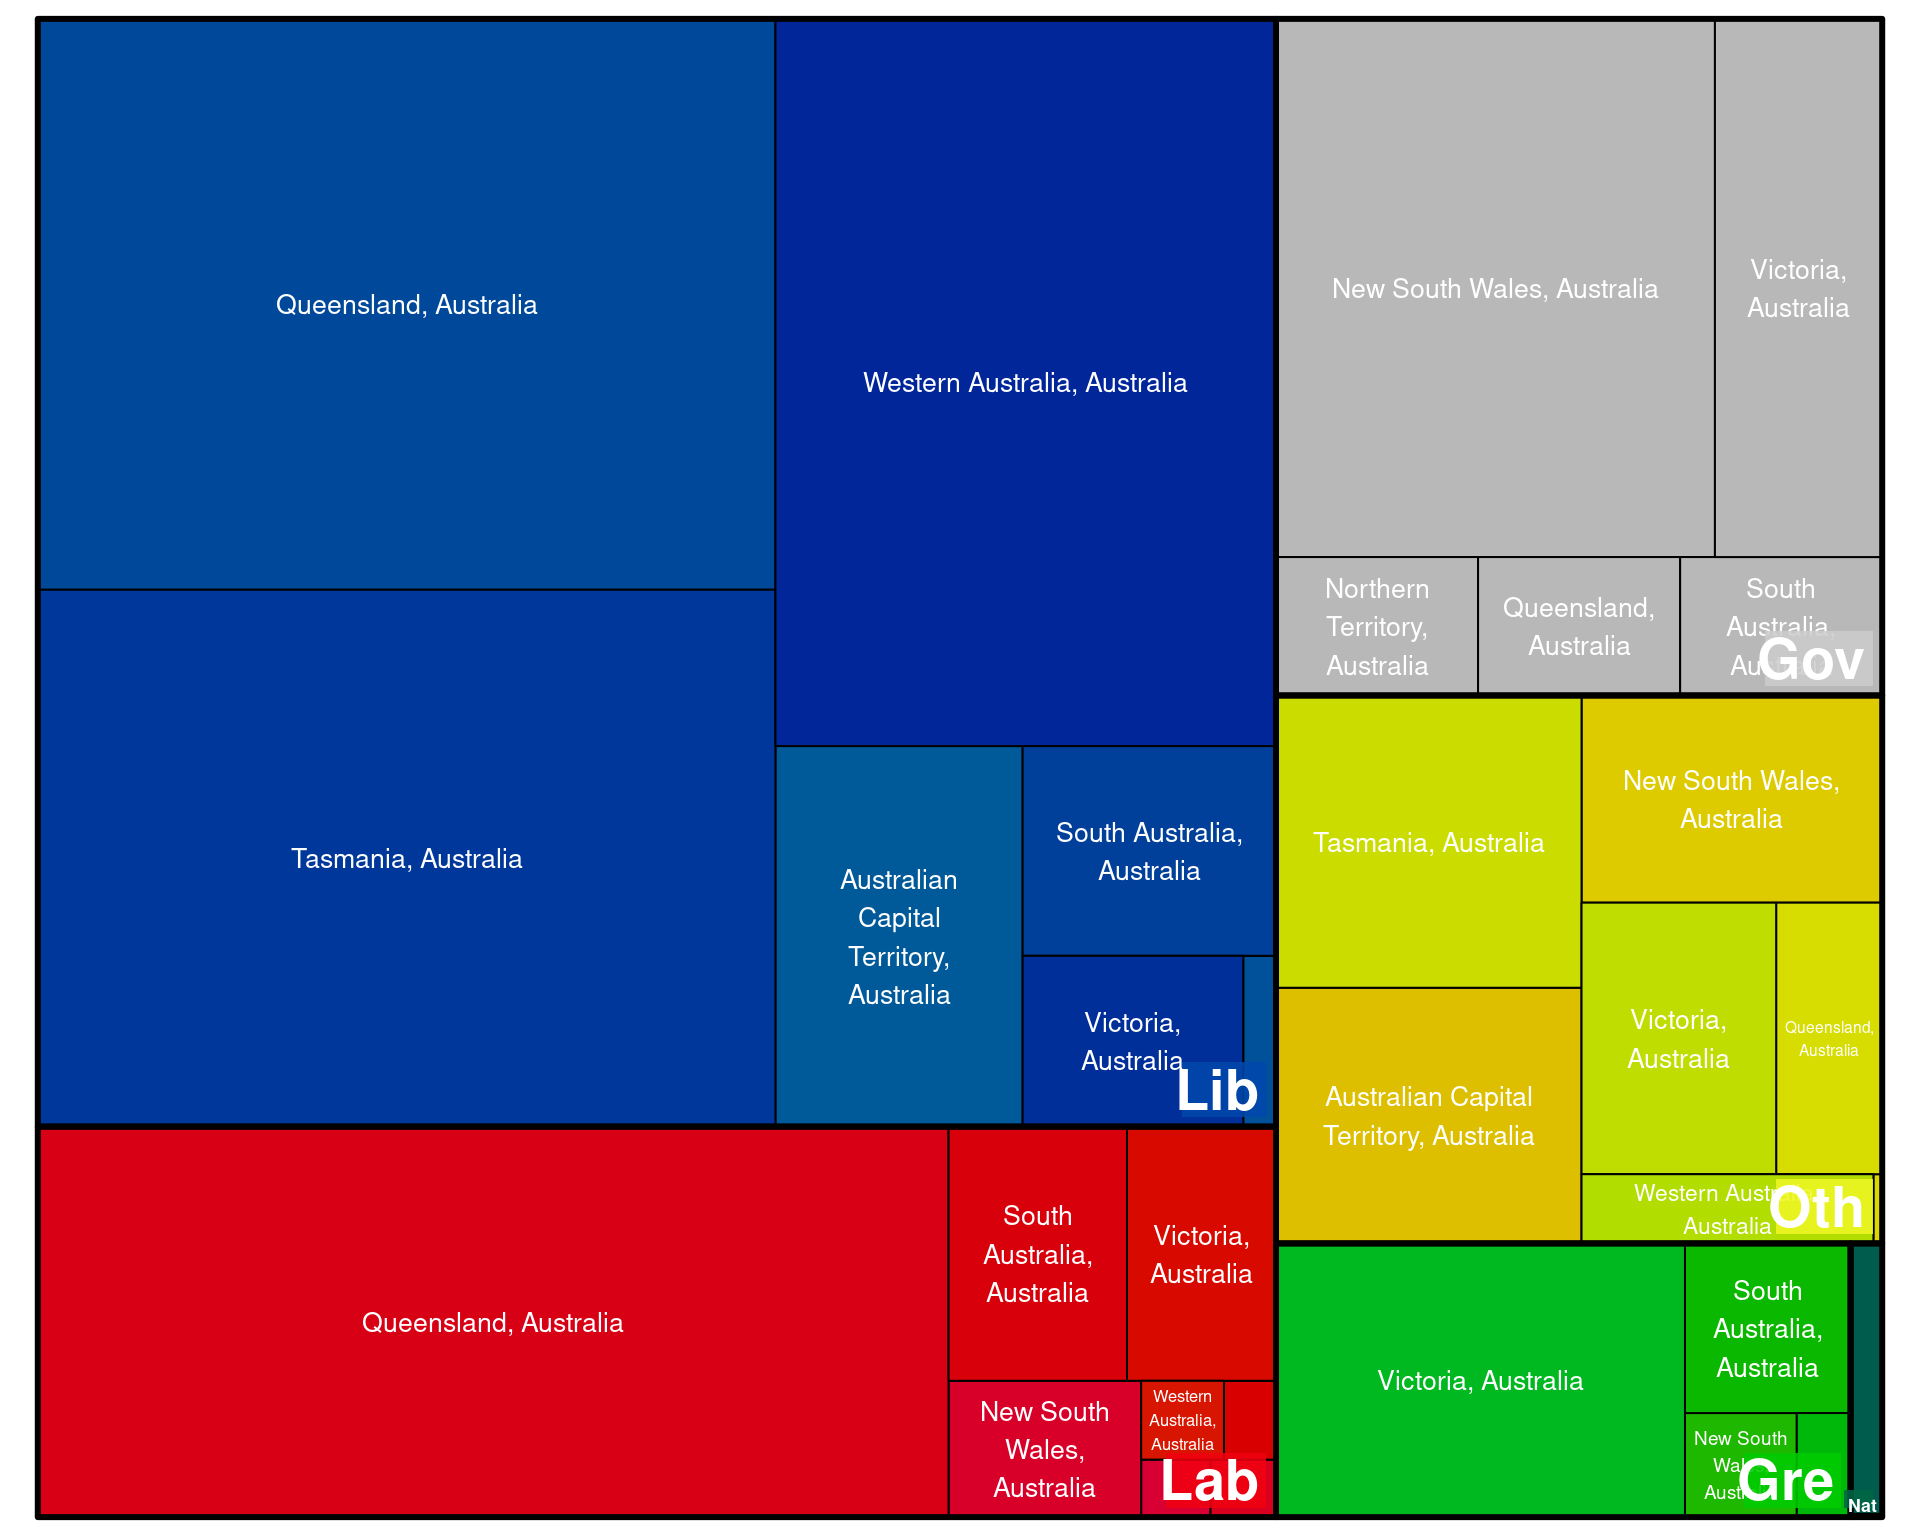 Queensland, Australia
Western Australia, Australia
Tasmania, Australia
Australian
Capital
Territory,
Australia
South Australia,
Australia
Victoria,
Australia
Lib
Queensland, Australia
South
Australia,
Australia
Victoria,
Australia
New South
Wales,
Australia
Western
Australia,
Australia
Lab
New South Wales, Australia
Victoria,
Australia
Northern
Territory,
Australia
Queensland,
Australia
South
Australia,
Gov
Tasmania, Australia
New South Wales,
Australia
Australian Capital
Territory, Australia
Victoria,
Australia
Queensland,
Australia
Western
Australia
Oth
Victoria, Australia
South
Australia,
Australia
New South
Gre
Nat